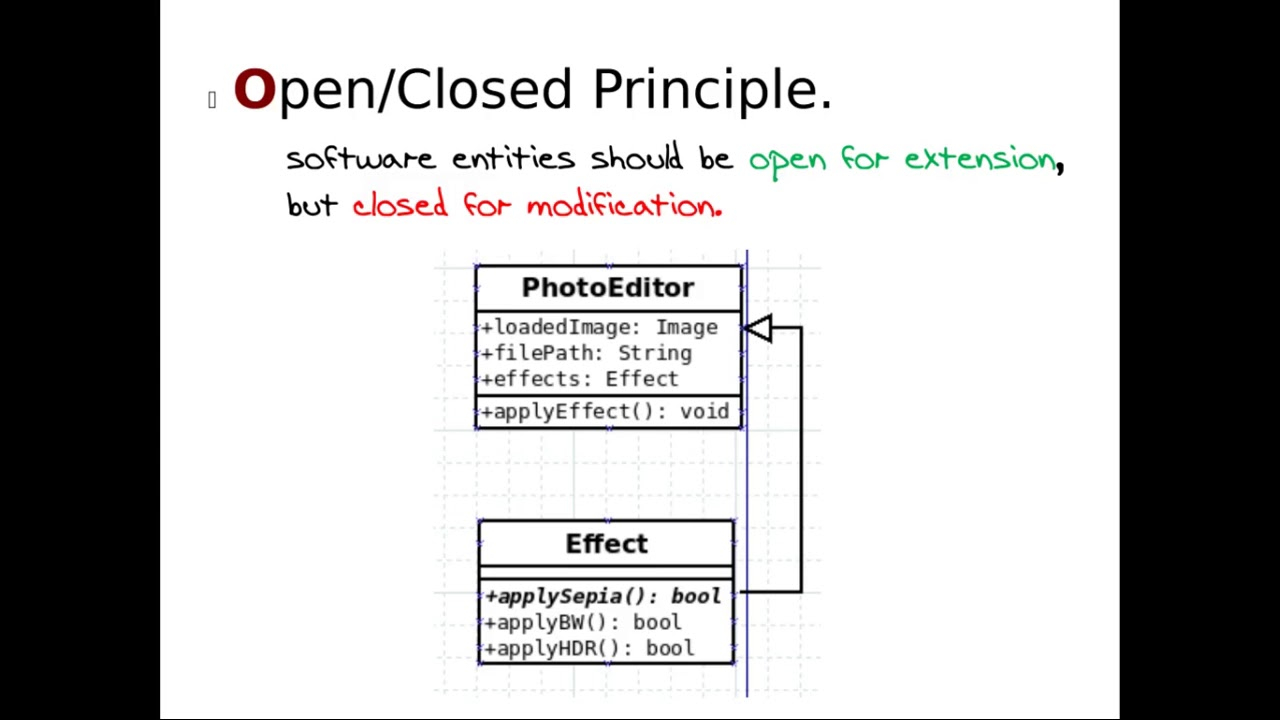 Open/Closed Principle.
software entities should be open for extension,
but closed for modification.
PhotoEditor
+loadedImage: Image
+filePath: String
+effects: Effect
+applyEffect(): void
Effect
+applySepia(): bool
+applyBW(): bool
+applyHDR(): bool